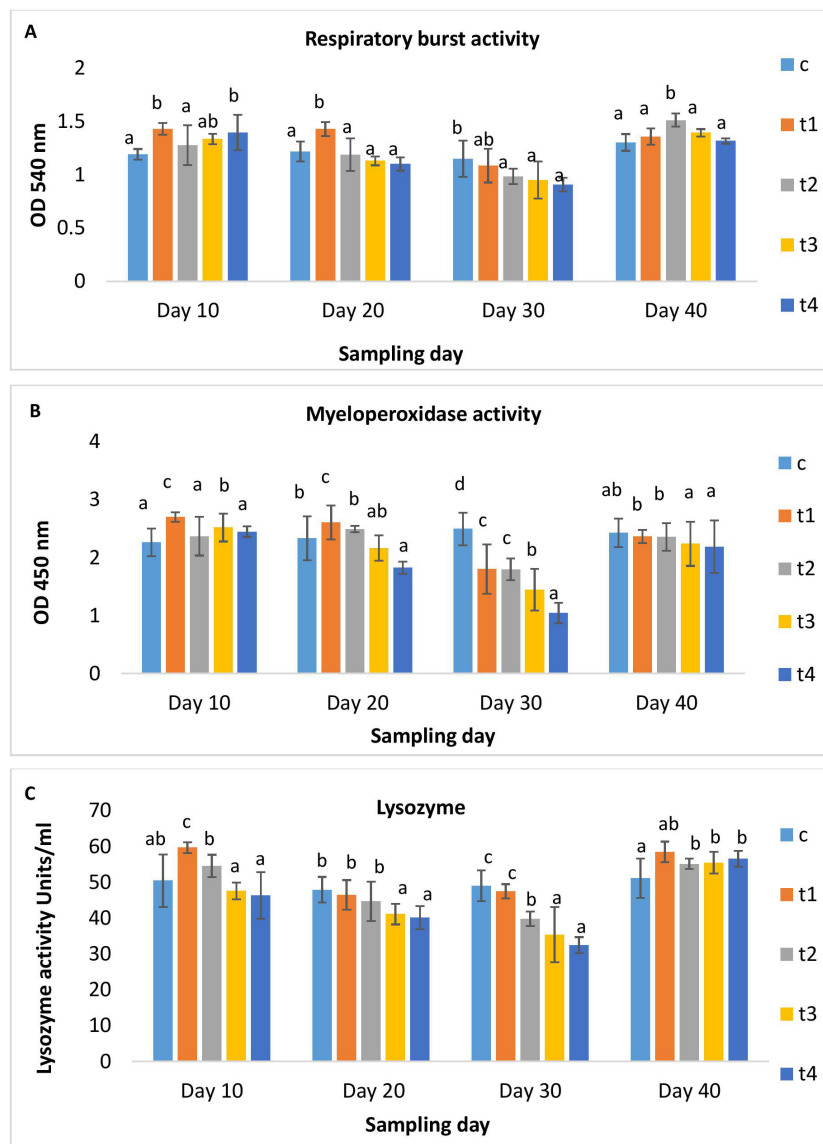 A
Respiratory burst activity
2
1.5
1
0.5
0
OD 540 nm
a b a ab b
a b a a a
b ab a a a
a a b a a
Day 10 Day 20 Day 30 Day 40
Sampling day
c
t1
t2
t3
t4
B
Myeloperoxidase activity
4
3
2
1
0
OD 450 nm
a c a b a
b c b ab a
d c c b a
ab b b a a
Day 10 Day 20 Day 30 Day 40
Sampling day
c
t1
t2
t3
t4
C
Lysozyme
70
60
50
40
30
20
10
0
Lysozyme activity Units/ml
ab c b a a
b b b a a
c c b a a
a ab b b b
Day 10 Day 20 Day 30 Day 40
Sampling day
c
t1
t2
t3
t4